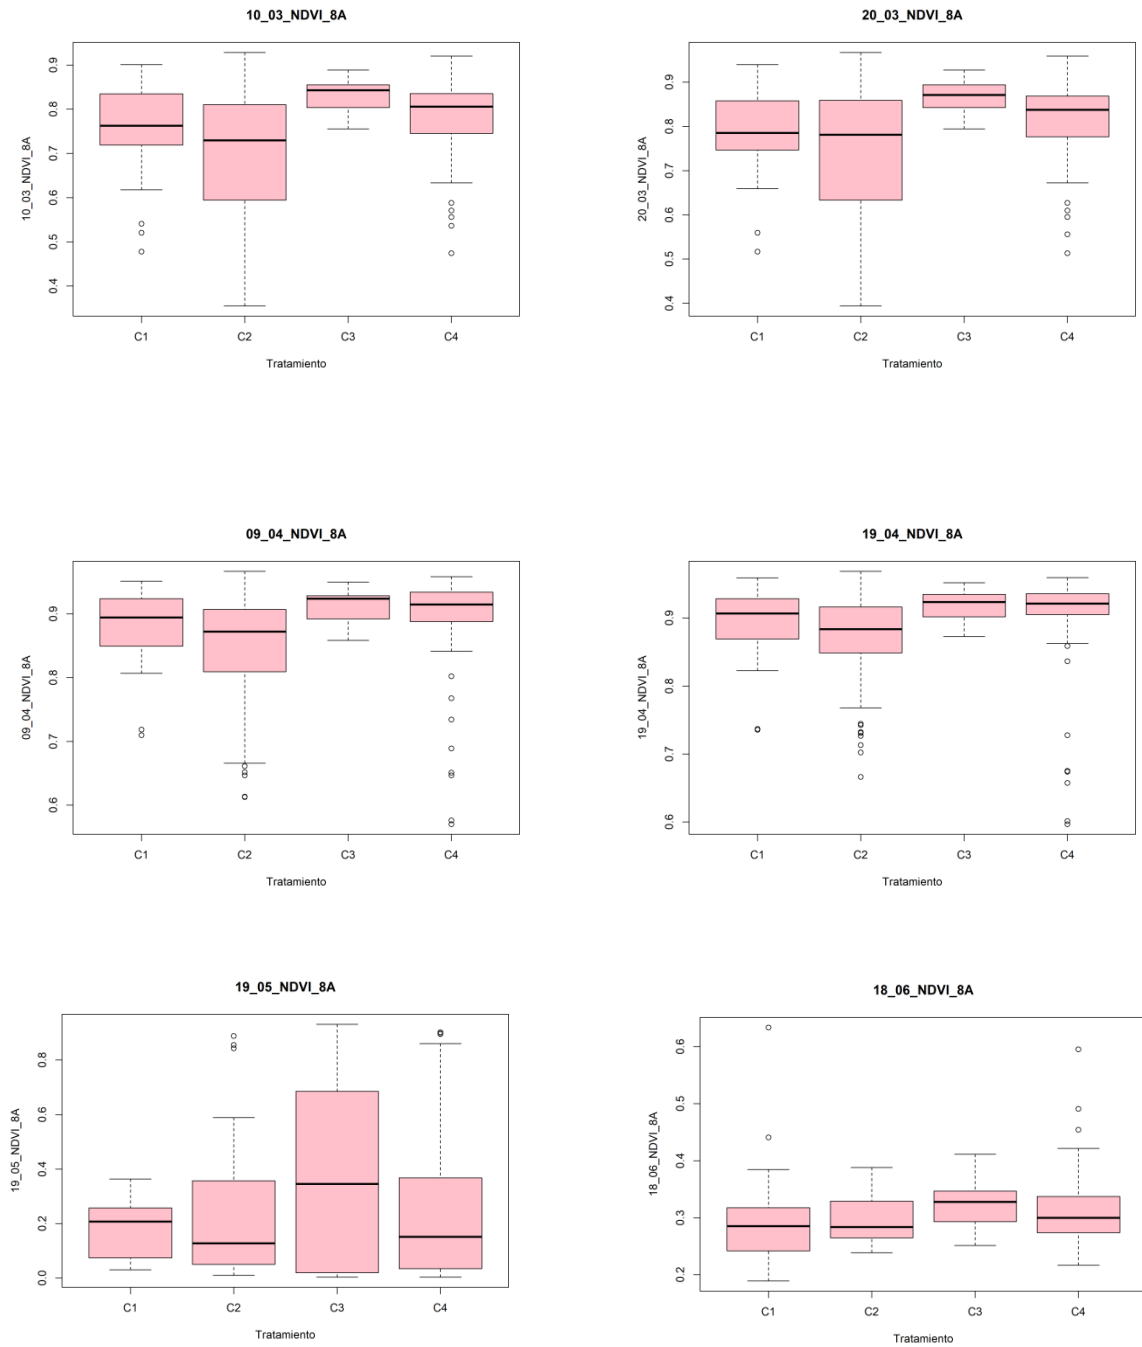 10_03_NDVI_8A
10_03_NDVI_8A
0.9
0.8
0.7
0.6
0.5
0.4
C1 C2 C3 C4
Tratamiento
20_03_NDVI_8A
20_03_NDVI_8A
0.9
0.8
0.7
0.6
0.5
0.4
C1 C2 C3 C4
Tratamiento
09_04_NDVI_8A
09_04_NDVI_8A
0.9
0.8
0.7
0.6
C1 C2 C3 C4
Tratamiento
19_04_NDVI_8A
19_04_NDVI_8A
0.9
0.8
0.7
0.6
C1 C2 C3 C4
Tratamiento
19_05_NDVI_8A
19_05_NDVI_8A
0.8
0.6
0.4
0.2
0.0
C1 C2 C3 C4
Tratamiento
18_06_NDVI_8A
18_06_NDVI_8A
0.6
0.5
0.4
0.3
0.2
C1 C2 C3 C4
Tratamiento